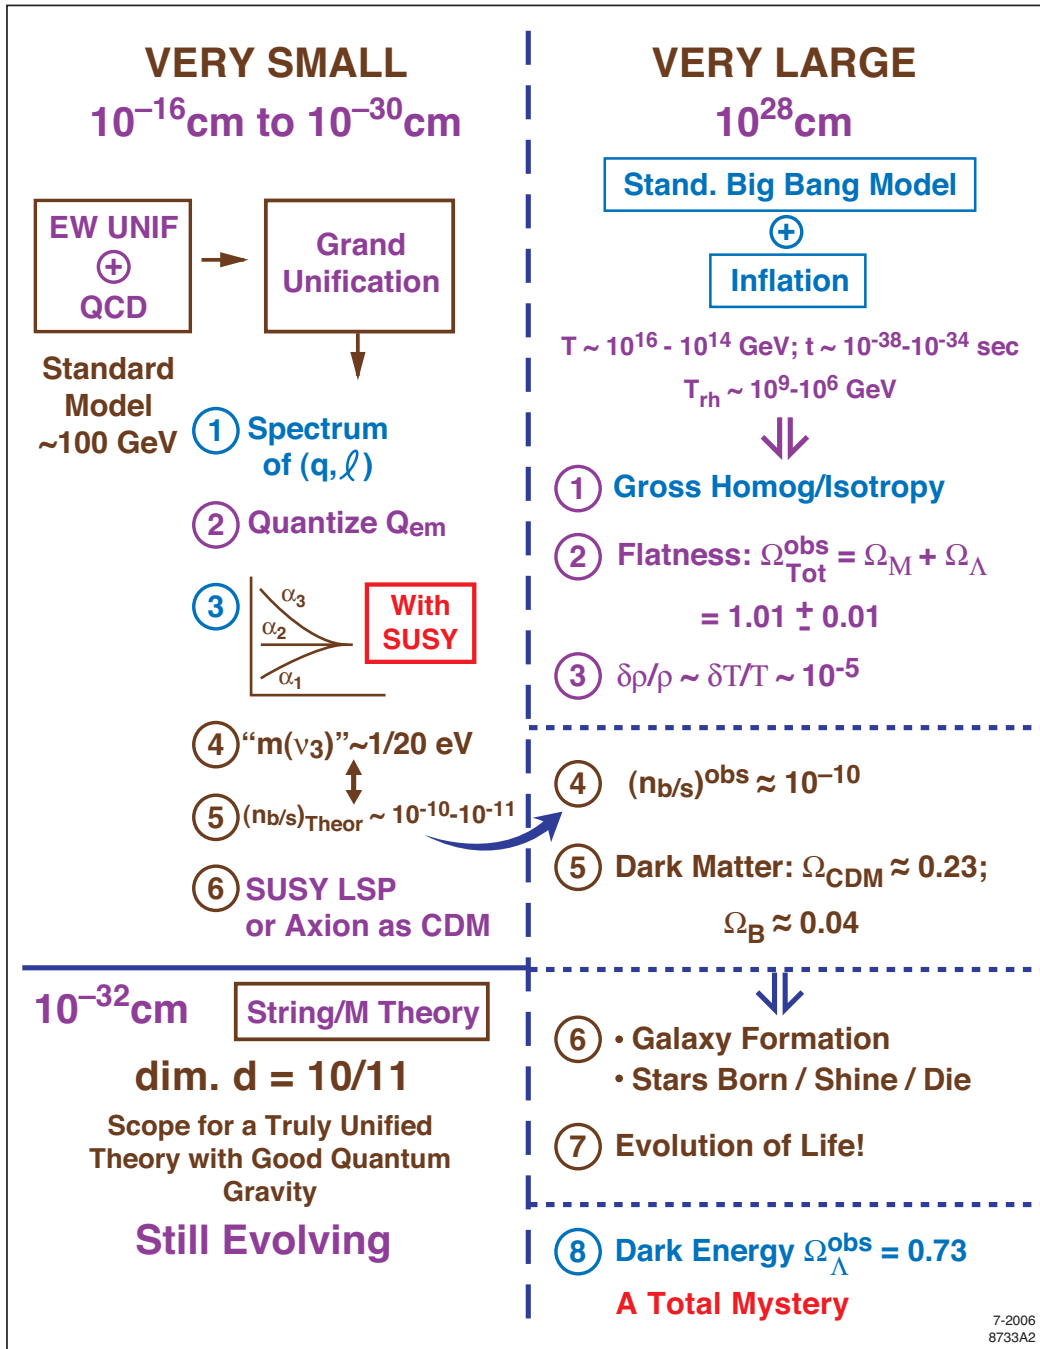 VERY SMALL
10⁻¹⁶cm to 10⁻³⁰cm
EW UNIF
⊕
QCD
Grand
Unification
Standard
Model
~100 GeV
① Spectrum
of (q, ℓ)
② Quantize Qem
③
α₃
α₂
α₁
With
SUSY
④ “m(ν₃)”~1/20 eV
⑤ (nb/s)Theor ~ 10⁻¹⁰-10⁻¹¹
⑥ SUSY LSP
or Axion as CDM
10⁻³²cm
String/M Theory
dim. d = 10/11
Scope for a Truly Unified
Theory with Good Quantum
Gravity
Still Evolving
VERY LARGE
10²⁸cm
Stand. Big Bang Model
⊕
Inflation
T ~ 10¹⁶ - 10¹⁴ GeV; t ~ 10⁻³⁸-10⁻³⁴ sec
Trh ~ 10⁹-10⁶ GeV
① Gross Homog/Isotropy
② Flatness: Ω^obs_Tot = Ω_M + Ω_Λ
= 1.01 ± 0.01
③ δρ/ρ ~ δT/T ~ 10⁻⁵
④ (nb/s)^obs ≈ 10⁻¹⁰
⑤ Dark Matter: Ω_CDM ≈ 0.23;
Ω_B ≈ 0.04
⑥ • Galaxy Formation
• Stars Born / Shine / Die
⑦ Evolution of Life!
⑧ Dark Energy Ω^obs_Λ = 0.73
A Total Mystery
7-2006
8733A2